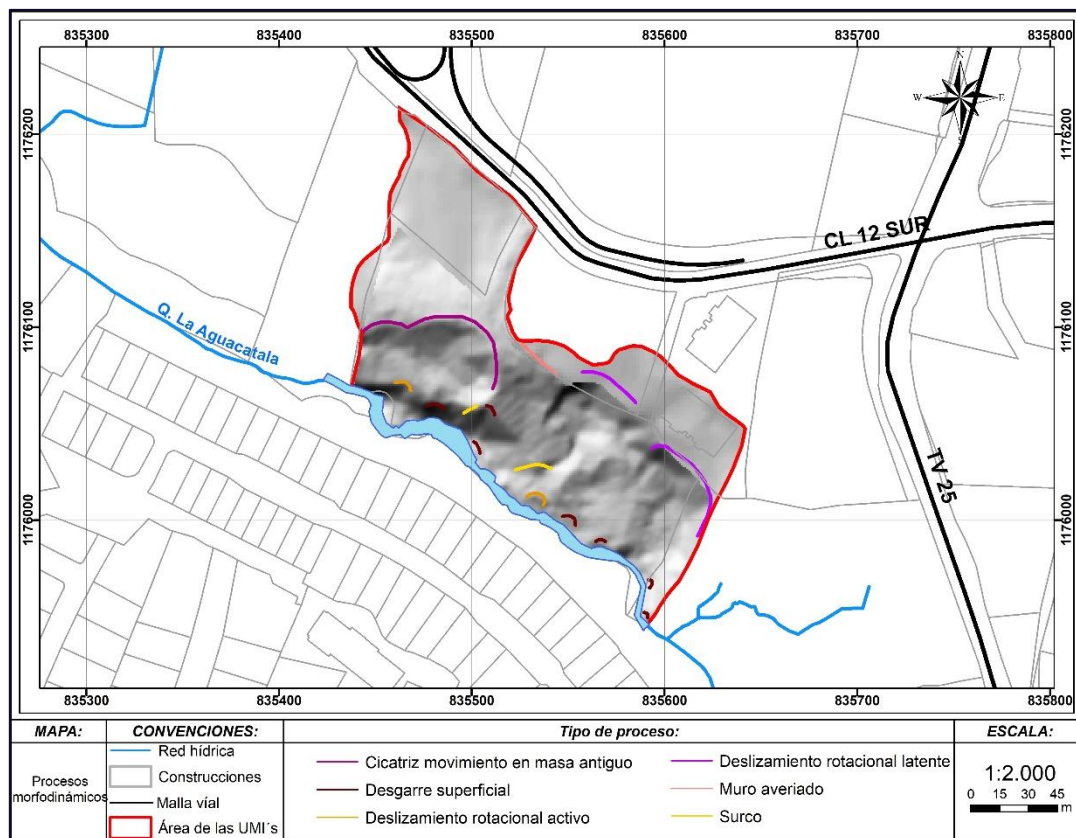 835300 835400 835500 835600 835700 835800
1176200 1176200
N
W E
S
CL 12 SUR
1176100 1176100
Q. La Aguacatala
TV 25
1176000 1176000
835300 835400 835500 835600 835700 835800
MAPA: CONVENCIONES: Tipo de proceso: ESCALA:
Procesos morfodinámicos
Red hídrica
Construcciones
Malla víal
Área de las UMI´s
Cicatriz movimiento en masa antiguo
Desgarre superficial
Deslizamiento rotacional activo
Deslizamiento rotacional latente
Muro averiado
Surco
1:2.000
0 15 30 45
m